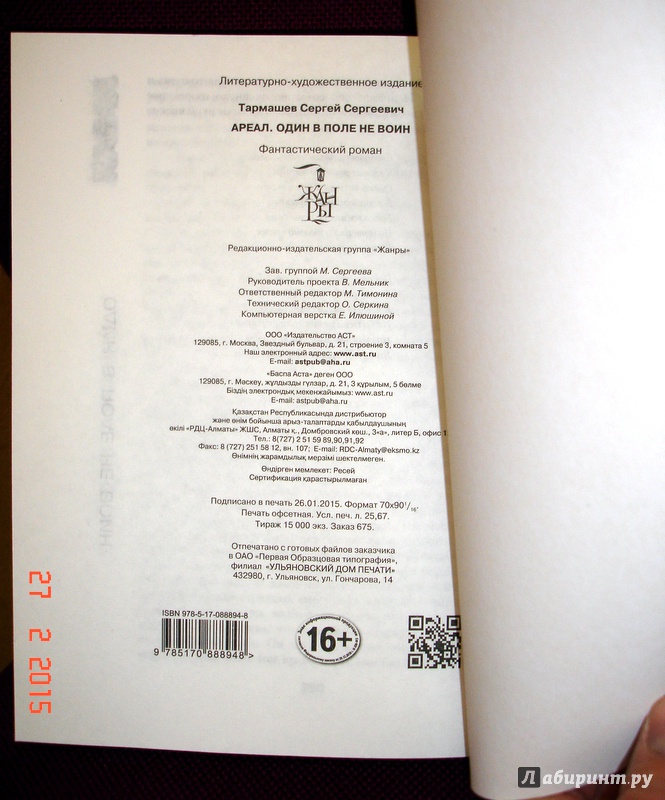 Литературно-художественное издание
Тармашев Сергей Сергеевич
АРЕАЛ. ОДИН В ПОЛЕ НЕ ВОИН
Фантастический роман
ЖАН
РЫ
Редакционно-издательская группа «Жанры»
Зав. группой М. Сергеева
Руководитель проекта В. Мельник
Ответственный редактор М. Тимонина
Технический редактор О. Серкина
Компьютерная верстка Е. Илюшиной
ООО «Издательство АСТ»
129085, г. Москва, Звездный бульвар, д. 21, строение 3, комната 5
Наш электронный адрес: www.ast.ru
E-mail: astpub@aha.ru
«Баспа Аста» деген ООО
129085, г. Мәскеу, жұлдызды гүлзар, д. 21, 3 құрылым, 5 бөлме
Біздің электрондық мекенжайымыз: www.ast.ru
E-mail: astpub@aha.ru
Қазақстан Республикасында дистрибьютор
және өнім бойынша арыз-талаптарды қабылдаушының
өкілі «РДЦ-Алматы» ЖШС, Алматы қ., Домбровский көш., 3«а», литер Б, офис 1
Тел.: 8(727) 2 51 59 89,90,91,92
Факс: 8 (727) 251 58 12, вн. 107; E-mail: RDC-Almaty@eksmo.kz
Өнімнің жарамдылық мерзімі шектелмеген.
Өндірген мемлекет: Ресей
Сертификация қарастырылмаған
Подписано в печать 26.01.2015. Формат 70х90 1/16.
Печать офсетная. Усл. печ. л. 25,67.
Тираж 15 000 экз. Заказ 675.
Отпечатано с готовых файлов заказчика
в ОАО «Первая Образцовая типография»,
филиал «УЛЬЯНОВСКИЙ ДОМ ПЕЧАТИ»
432980, г. Ульяновск, ул. Гончарова, 14
ISBN 978-5-17-088894-8
9 785170 888948 >
16+
27 2 2015
Лабиринт.ру